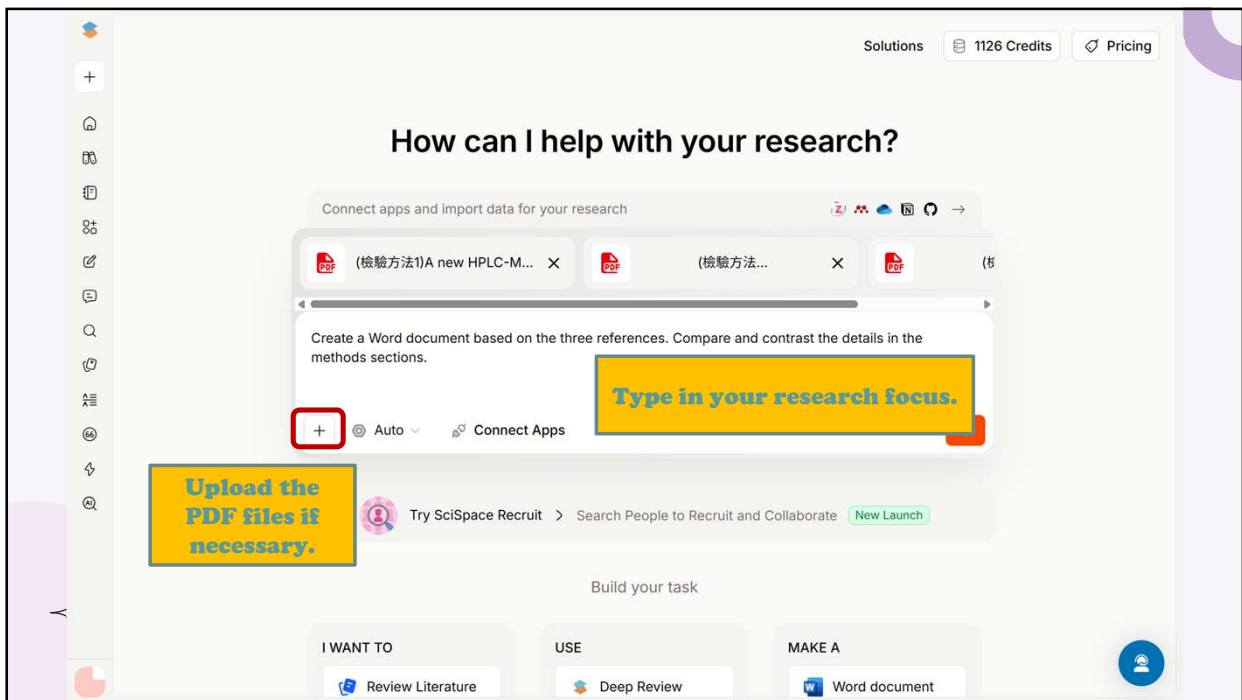 Solutions
1126 Credits
Pricing
How can I help with your research?
Connect apps and import data for your research
(檢驗方法1)A new HPLC-M...
(檢驗方法...
Create a Word document based on the three references. Compare and contrast the details in the
methods sections.
Type in your research focus.
Auto
Connect Apps
Upload the
PDF files if
necessary.
Try SciSpace Recruit > Search People to Recruit and Collaborate
New Launch
Build your task
I WANT TO
USE
MAKE A
Review Literature
Deep Review
Word document